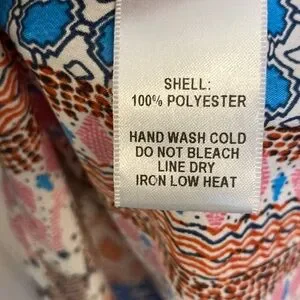 SHELL:
100% POLYESTER
HAND WASH COLD
DO NOT BLEACH
LINE DRY
IRON LOW HEAT